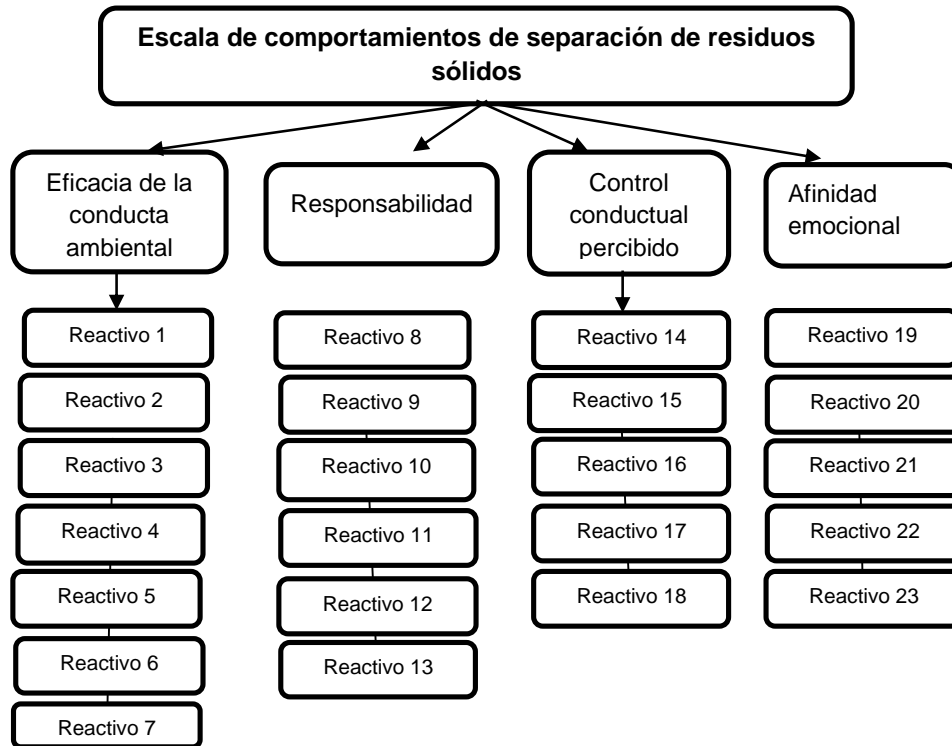 Escala de comportamientos de separación de residuos
sólidos
Eficacia de la
conducta
ambiental
Reactivo 1
Reactivo 2
Reactivo 3
Reactivo 4
Reactivo 5
Reactivo 6
Reactivo 7
Responsabilidad
Reactivo 8
Reactivo 9
Reactivo 10
Reactivo 11
Reactivo 12
Reactivo 13
Control
conductual
percibido
Reactivo 14
Reactivo 15
Reactivo 16
Reactivo 17
Reactivo 18
Afinidad
emocional
Reactivo 19
Reactivo 20
Reactivo 21
Reactivo 22
Reactivo 23